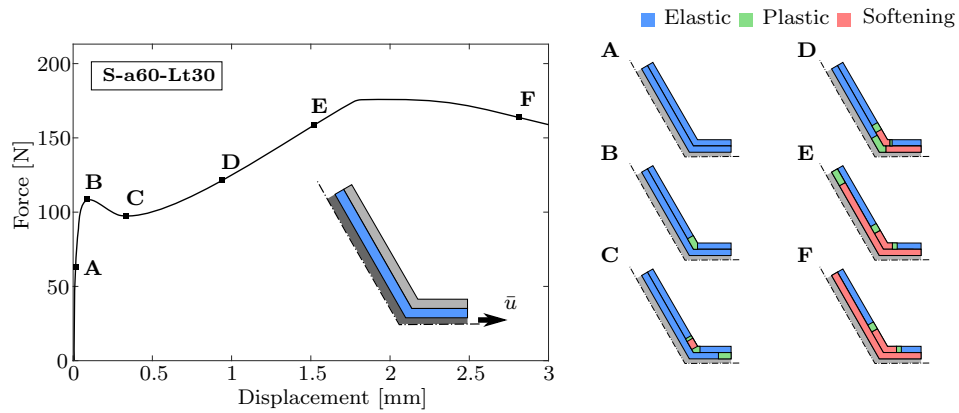 Elastic Plastic Softening
S-a60-Lt30
Force [N]
200
150
100
50
0
0 0.5 1 1.5 2 2.5 3
Displacement [mm]
A
B
C
D
E
F
ū
A
B
C
D
E
F